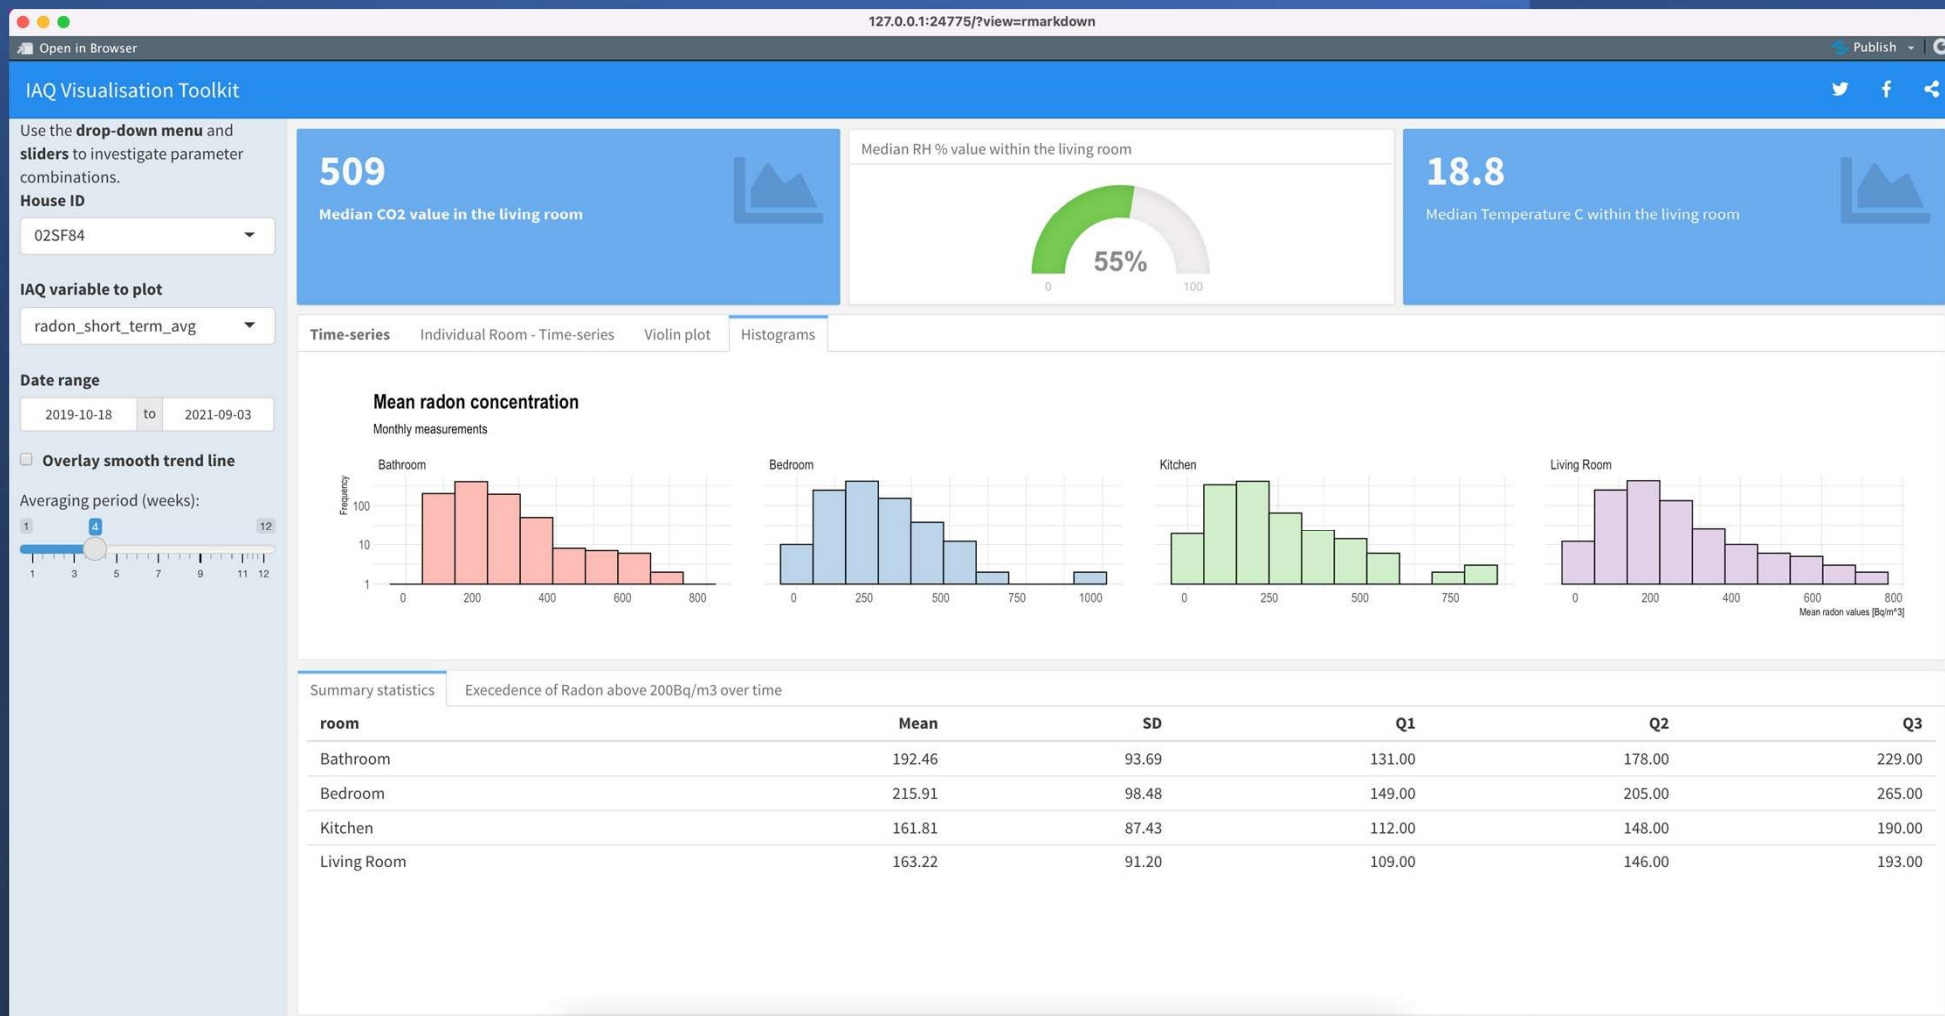 127.0.0.1:24775/?view=rmarkdown
Open in Browser
Publish
IAQ Visualisation Toolkit
Use the drop-down menu and
sliders to investigate parameter
combinations.
House ID
02SF84
IAQ variable to plot
radon_short_term_avg
Date range
2019-10-18 to 2021-09-03
Overlay smooth trend line
Averaging period (weeks):
1 4 12
1 3 5 7 9 11 12
509
Median CO2 value in the living room
Median RH % value within the living room
55%
0 100
18.8
Median Temperature C within the living room
Time-series Individual Room - Time-series Violin plot Histograms
Mean radon concentration
Monthly measurements
Bathroom Bedroom Kitchen Living Room
Frequency
100
10
1
0 200 400 600 800 0 250 500 750 1000 0 250 500 750 0 200 400 600 800
Mean radon values [Bq/m^3]
Summary statistics Execedence of Radon above 200Bq/m3 over time
room Mean SD Q1 Q2 Q3
Bathroom 192.46 93.69 131.00 178.00 229.00
Bedroom 215.91 98.48 149.00 205.00 265.00
Kitchen 161.81 87.43 112.00 148.00 190.00
Living Room 163.22 91.20 109.00 146.00 193.00